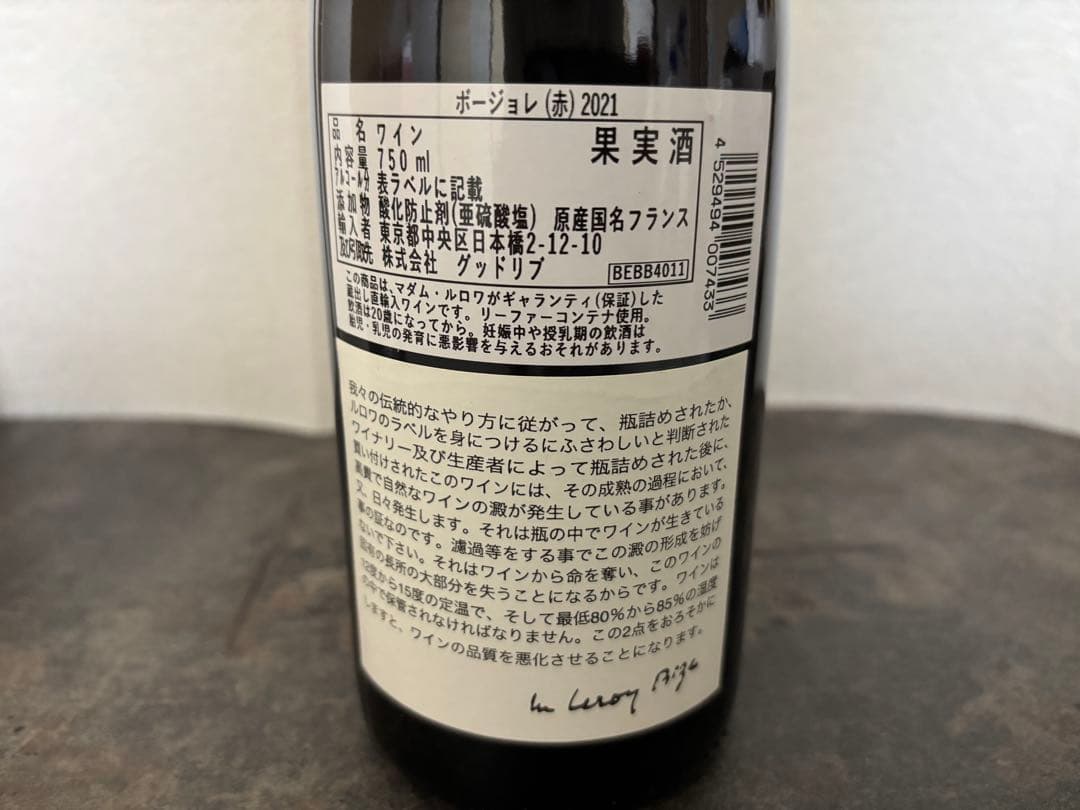 ボージョレ (赤) 2021
品名 ワイン 果実酒
内容量 750 ml
アルコール分 表ラベルに記載
添加物 酸化防止剤(亜硫酸塩) 原産国名フランス
輸入者 東京都中央区日本橋2-12-10
及び引取先 株式会社 グッドリブ BEBB4011
この商品は、マダム・ルロワがギャランティ(保証)した
蔵出し直輸入ワインです。リーファーコンテナ使用。
飲酒は20歳になってから。妊娠中や授乳期の飲酒は
胎児・乳児の発育に悪影響を与えるおそれがあります。
4 529494 007433
我々の伝統的なやり方に従がって、瓶詰めされたか、
ルロワのラベルを身につけるにふさわしいと判断された
ワイナリー及び生産者によって瓶詰めされた後に、
買い付けされたこのワインには、その成熟の過程において、
高貴で自然なワインの澱が発生している事があります。
又、日々発生します。それは瓶の中でワインが生きている
事の証なのです。濾過等をする事でこの澱の形成を妨げ
ないで下さい。それはワインから命を奪い、このワインの
固有の長所の大部分を失うことになるからです。ワインは
12度から15度の定温で、そして最低80%から85%の湿度
の中で保管されなければなりません。この2点をおろそかに
しますと、ワインの品質を悪化させることになります。
Leroy Bize